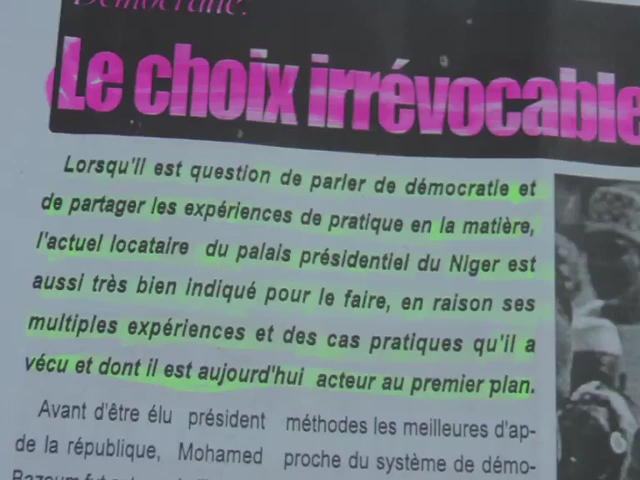 Démocratie:
Le choix irrévocable
Lorsqu'il est question de parler de démocratie et
de partager les expériences de pratique en la matière,
l'actuel locataire du palais présidentiel du Niger est
aussi très bien indiqué pour le faire, en raison ses
multiples expériences et des cas pratiques qu'il a
vécu et dont il est aujourd'hui acteur au premier plan.
Avant d'être élu président
de la république, Mohamed
méthodes les meilleures d'ap-
proche du système de démo-